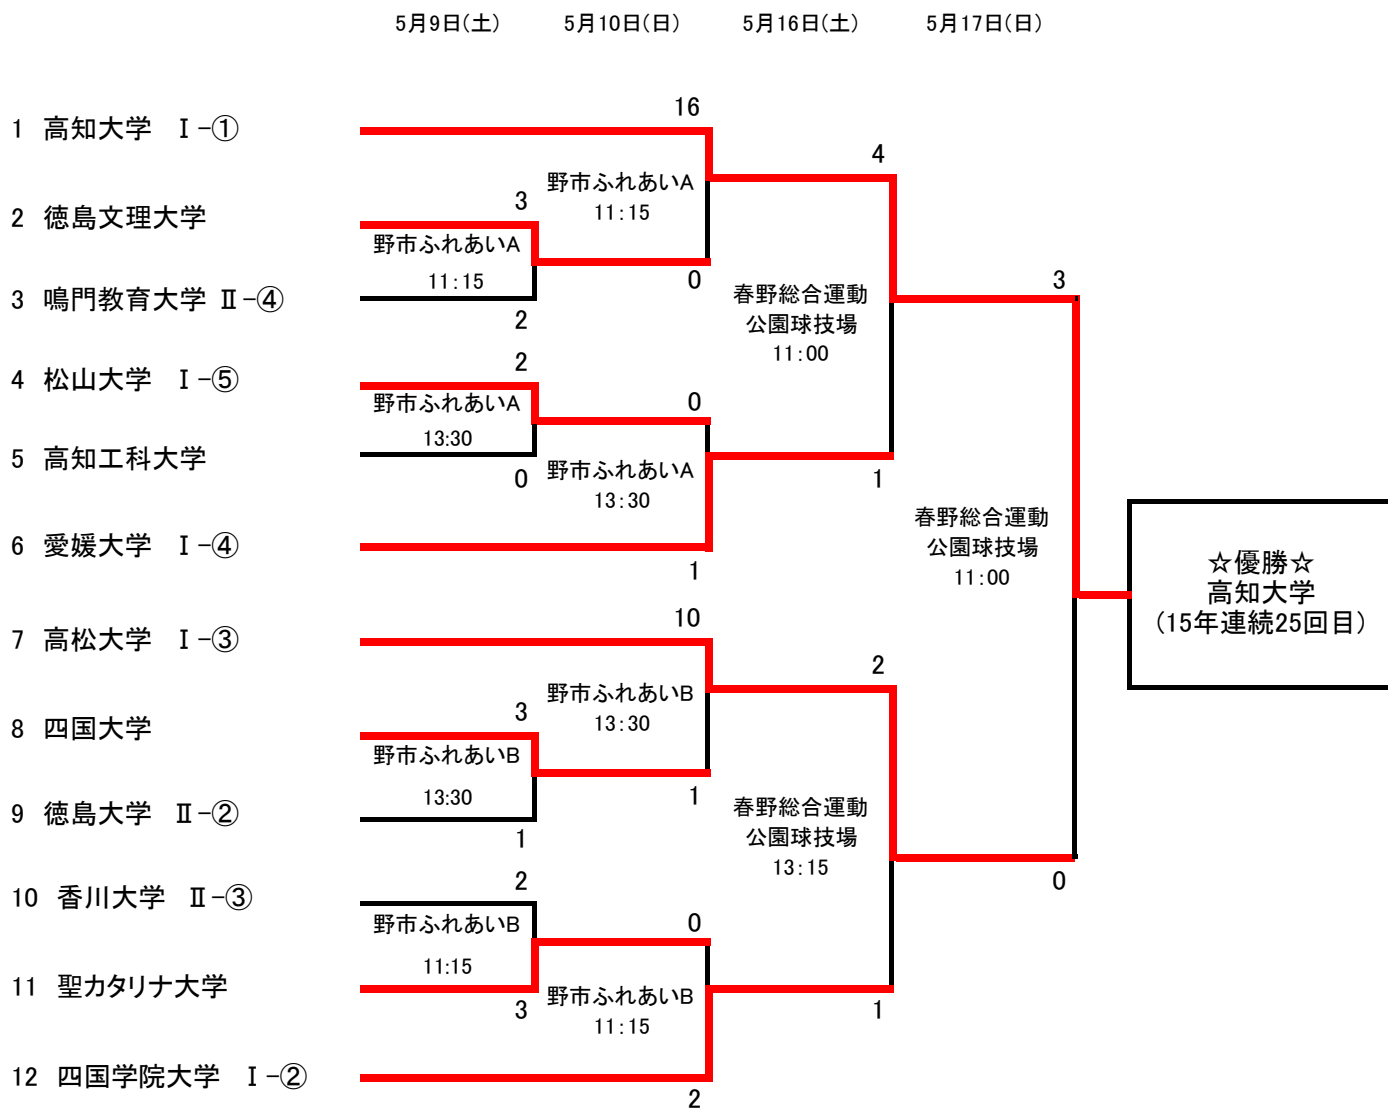 5月9日(土)
5月10日(日)
5月16日(土)
5月17日(日)
1 高知大学 Ⅰ-①
2 徳島文理大学
3 鳴門教育大学 Ⅱ-④
4 松山大学 Ⅰ-⑤
5 高知工科大学
6 愛媛大学 Ⅰ-④
7 高松大学 Ⅰ-③
8 四国大学
9 徳島大学 Ⅱ-②
10 香川大学 Ⅱ-③
11 聖カタリナ大学
12 四国学院大学 Ⅰ-②
3
野市ふれあいA
11:15
2
2
野市ふれあいA
13:30
0
3
野市ふれあいB
13:30
1
2
野市ふれあいB
11:15
3
16
野市ふれあいA
11:15
0
0
野市ふれあいA
13:30
1
10
野市ふれあいB
13:30
1
0
野市ふれあいB
11:15
2
4
春野総合運動
公園球技場
11:00
1
2
春野総合運動
公園球技場
13:15
1
3
春野総合運動
公園球技場
11:00
0
☆優勝☆
高知大学
(15年連続25回目)